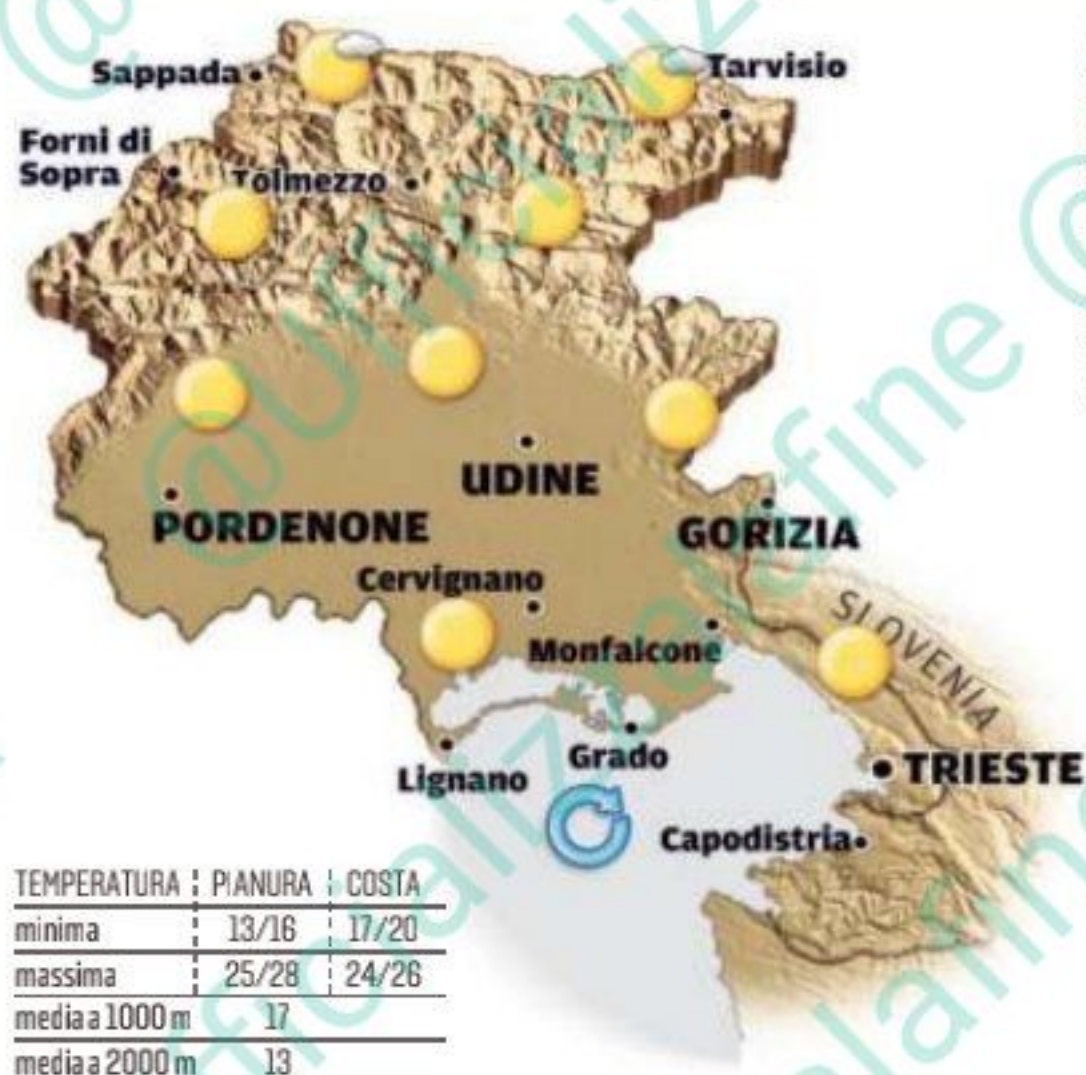 Sappada
Tarvisio
Forni di
Sopra
Tolmezzo
UDINE
PORDENONE
GORIZIA
Cervignano
SLOVENIA
Monfalcone
Grado
TRIESTE
Lignano
Capodistria
TEMPERATURA PIANURA COSTA
minima 13/16 17/20
massima 25/28 24/26
media a 1000 m 17
media a 2000 m 13